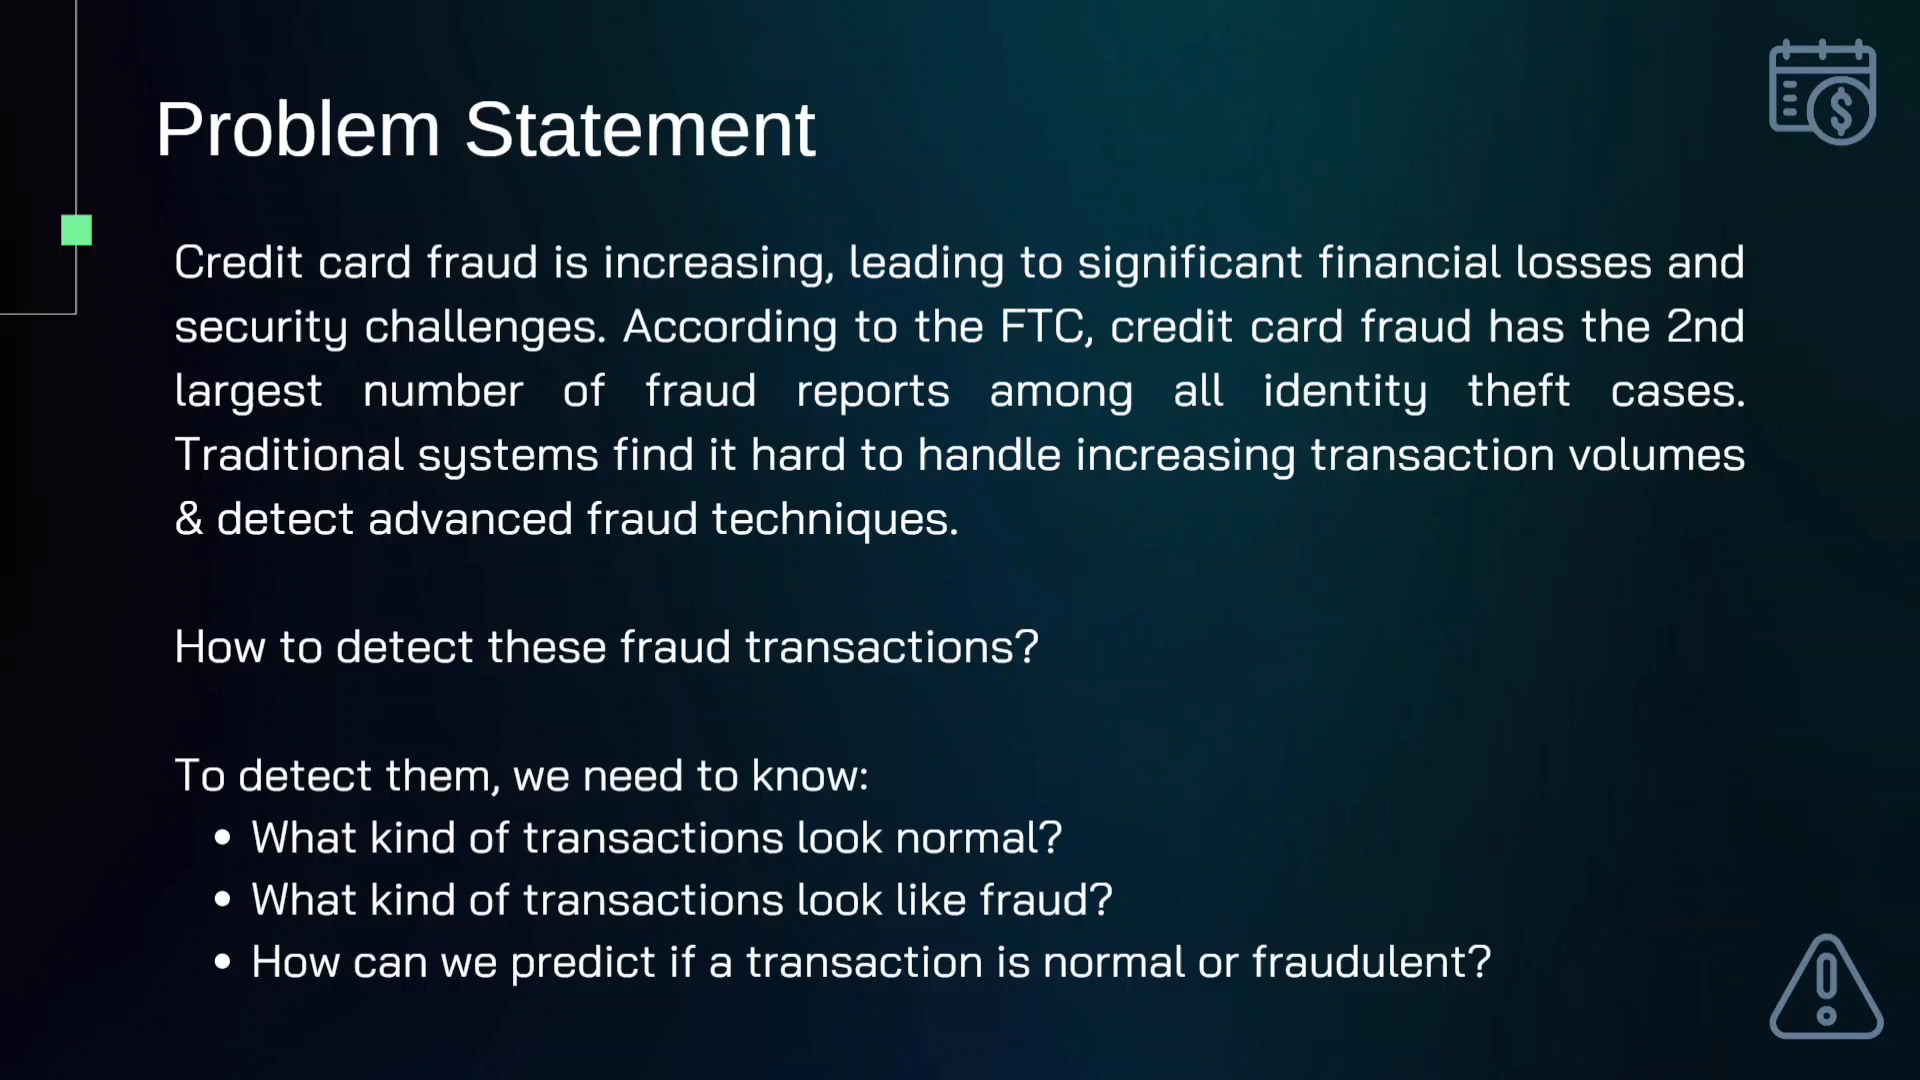 Problem Statement
Credit card fraud is increasing, leading to significant financial losses and
security challenges. According to the FTC, credit card fraud has the 2nd
largest number of fraud reports among all identity theft cases.
Traditional systems find it hard to handle increasing transaction volumes
& detect advanced fraud techniques.
How to detect these fraud transactions?
To detect them, we need to know:
• What kind of transactions look normal?
• What kind of transactions look like fraud?
• How can we predict if a transaction is normal or fraudulent?